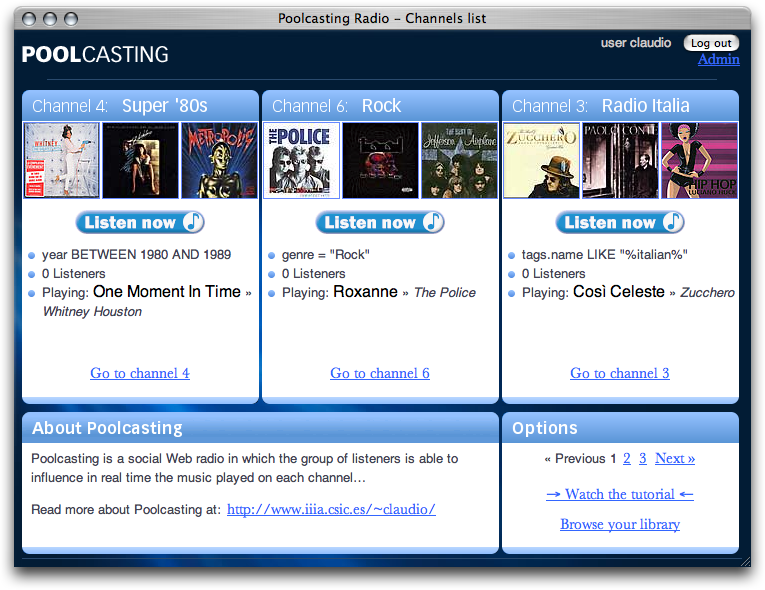 Poolcasting Radio – Channels list
POOLCASTING
user claudio Log out
Admin
Channel 4: Super '80s
WHITNEY
METROPOLIS
Listen now
year BETWEEN 1980 AND 1989
0 Listeners
Playing: One Moment In Time »
Whitney Houston
Go to channel 4
Channel 6: Rock
THE POLICE
THE BEST OF
Jefferson Airplane
Listen now
genre = "Rock"
0 Listeners
Playing: Roxanne » The Police
Go to channel 6
Channel 3: Radio Italia
ZUCCHERO
PAOLO CONTE
HIP HOP
Listen now
tags.name LIKE "%italian%"
0 Listeners
Playing: Così Celeste » Zucchero
Go to channel 3
About Poolcasting
Poolcasting is a social Web radio in which the group of listeners is able to
influence in real time the music played on each channel...
Read more about Poolcasting at: http://www.iiia.csic.es/~claudio/
Options
« Previous 1 2 3 Next »
→ Watch the tutorial ←
Browse your library